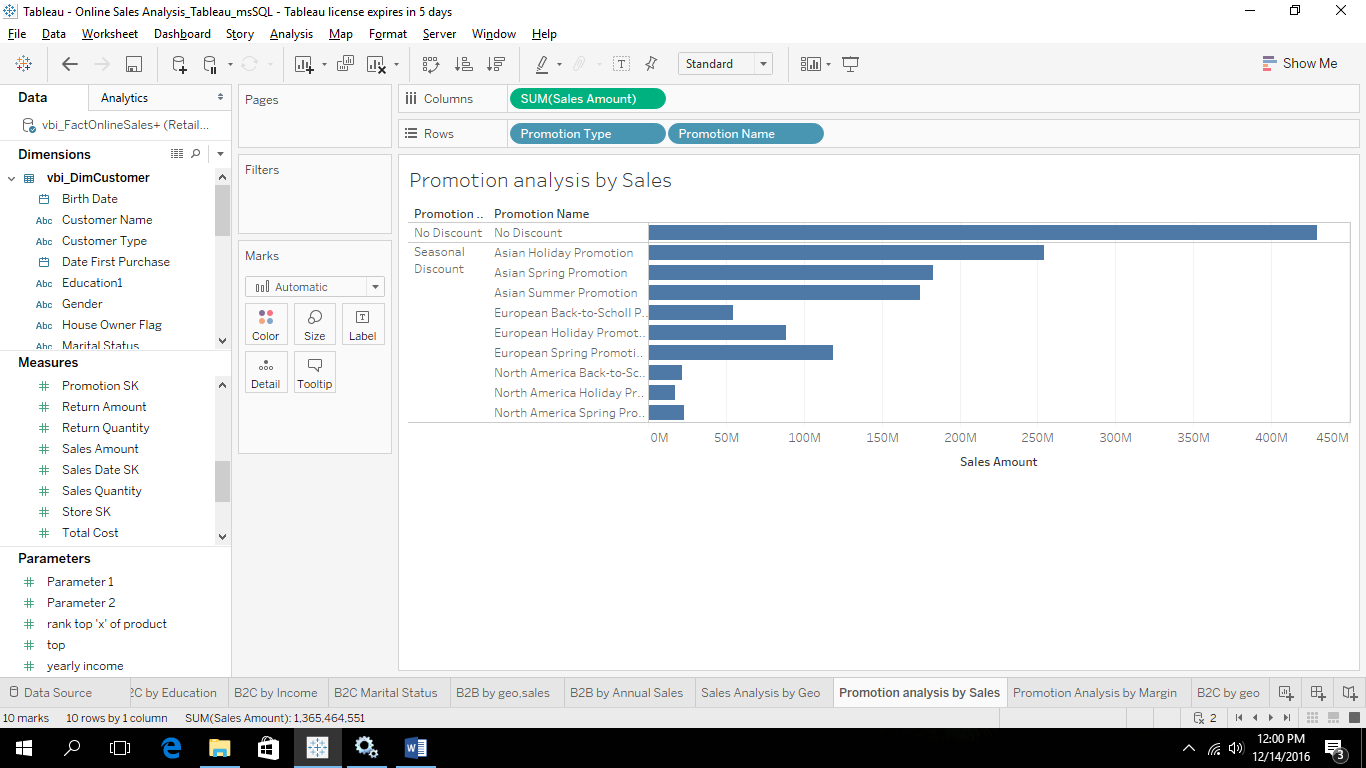 Tableau - Online Sales Analysis_Tableau_msSQL - Tableau license expires in 5 days
File Data Worksheet Dashboard Story Analysis Map Format Server Window Help
Standard
Show Me
Data Analytics
vbi_FactOnlineSales+ (Retail...
Dimensions
vbi_DimCustomer
Birth Date
Abc Customer Name
Abc Customer Type
Date First Purchase
Abc Education1
Abc Gender
Abc House Owner Flag
Abc Marital Status
Measures
Promotion SK
Return Amount
Return Quantity
Sales Amount
Sales Date SK
Sales Quantity
Store SK
Total Cost
Parameters
Parameter 1
Parameter 2
rank top 'x' of product
top
yearly income
Pages
Filters
Marks
Automatic
Color Size Label
Detail Tooltip
Columns SUM(Sales Amount)
Rows Promotion Type Promotion Name
Promotion analysis by Sales
Promotion .. Promotion Name
No Discount No Discount
Seasonal Discount
Asian Holiday Promotion
Asian Spring Promotion
Asian Summer Promotion
European Back-to-Scholl P..
European Holiday Promot..
European Spring Promoti..
North America Back-to-Sc..
North America Holiday Pr..
North America Spring Pro..
0M 50M 100M 150M 200M 250M 300M 350M 400M 450M
Sales Amount
Data Source 2C by Education B2C by Income B2C Marital Status B2B by geo,sales B2B by Annual Sales Sales Analysis by Geo Promotion analysis by Sales Promotion Analysis by Margin B2C by geo
10 marks 10 rows by 1 column SUM(Sales Amount): 1,365,464,551 2
12:00 PM
12/14/2016
3